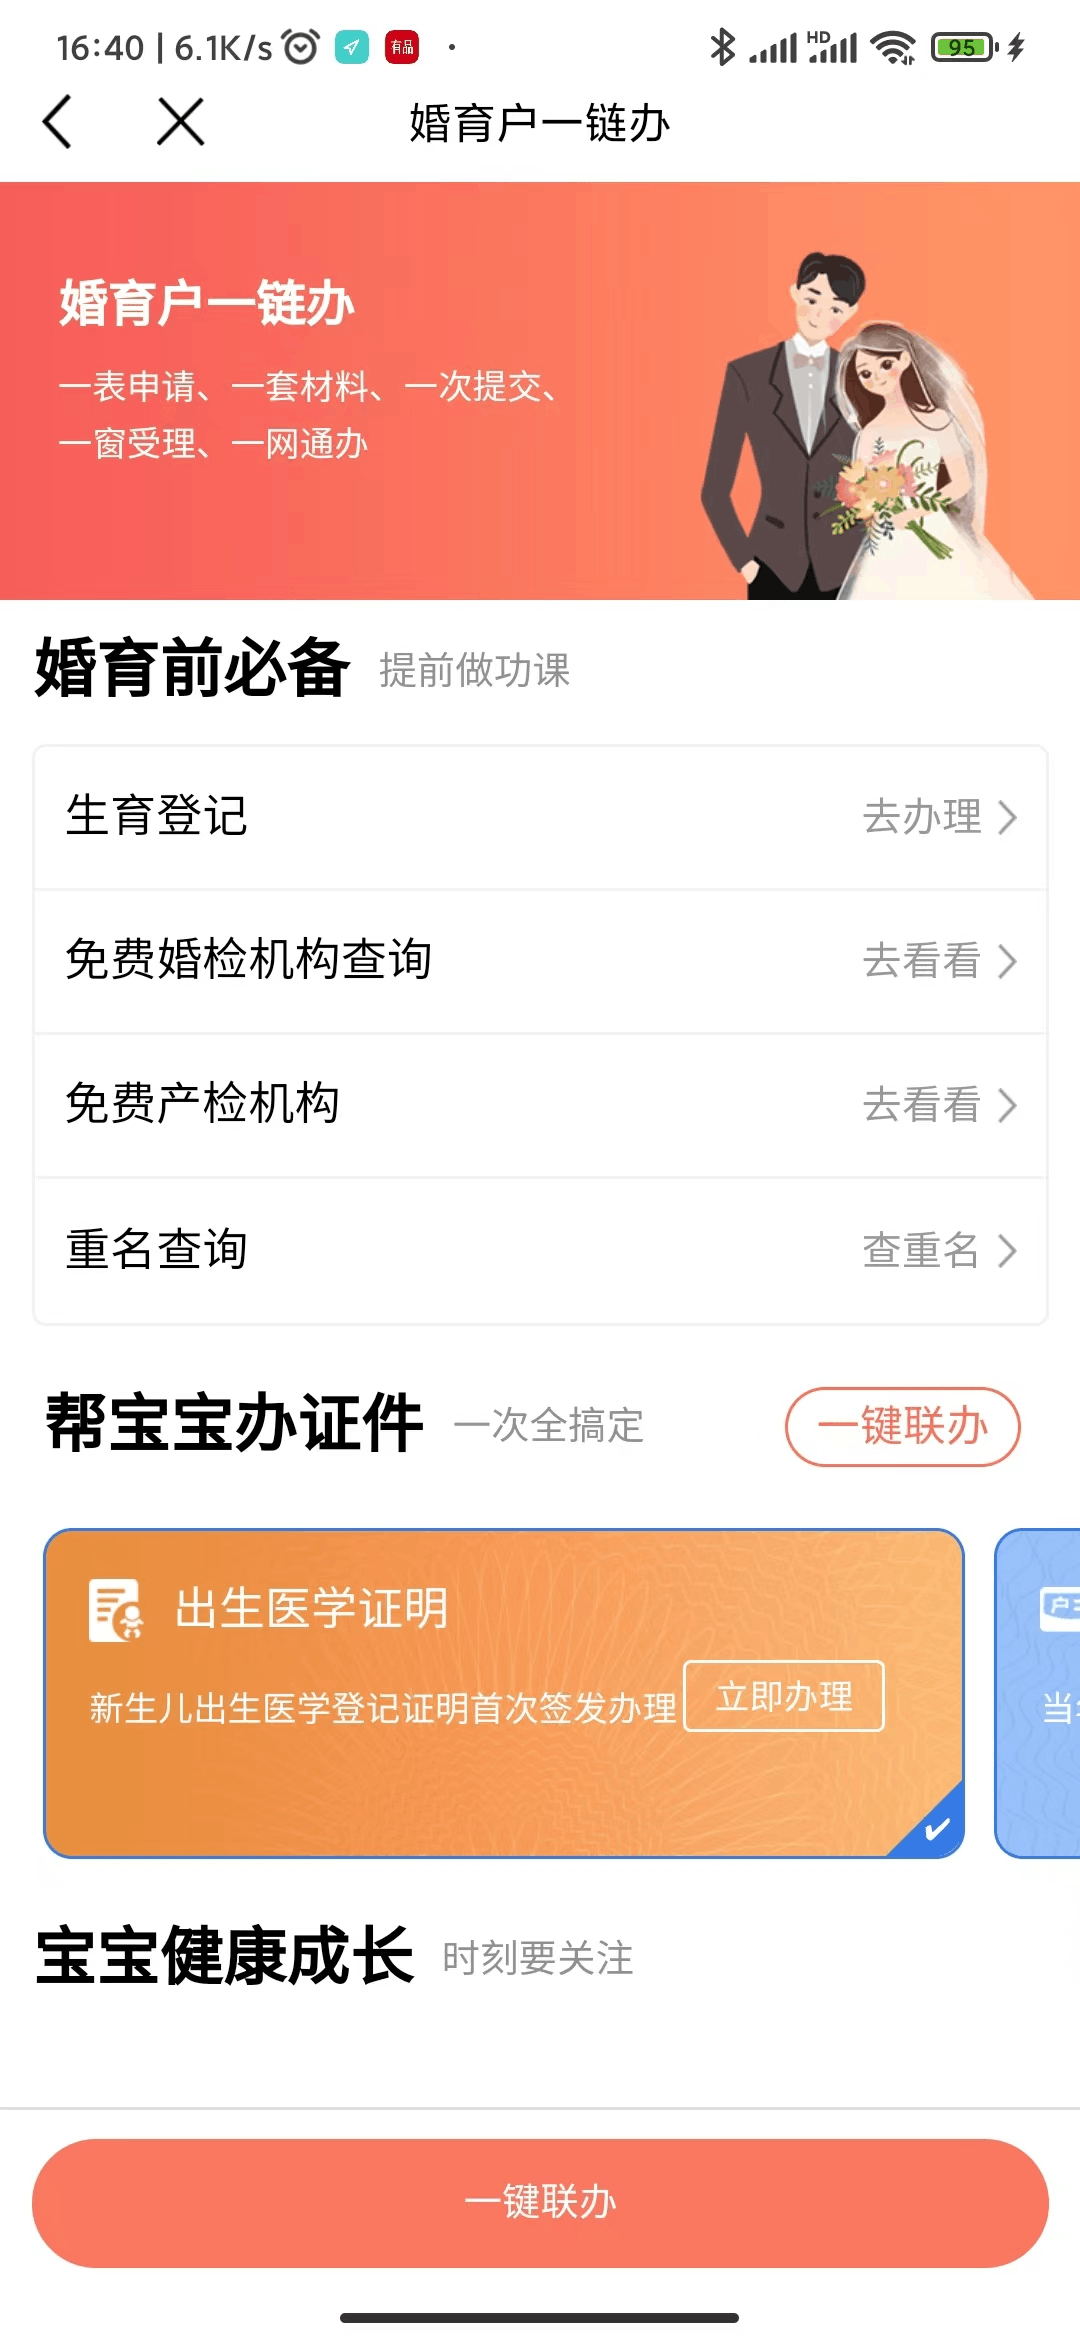 16:40 | 6.1K/s 有品 · HD 95
婚育户一链办
婚育户一链办
一表申请、一套材料、一次提交、
一窗受理、一网通办
婚育前必备 提前做功课
生育登记 去办理
免费婚检机构查询 去看看
免费产检机构 去看看
重名查询 查重名
帮宝宝办证件 一次全搞定 一键联办
出生医学证明
新生儿出生医学登记证明首次签发办理 立即办理
宝宝健康成长 时刻要关注
一键联办